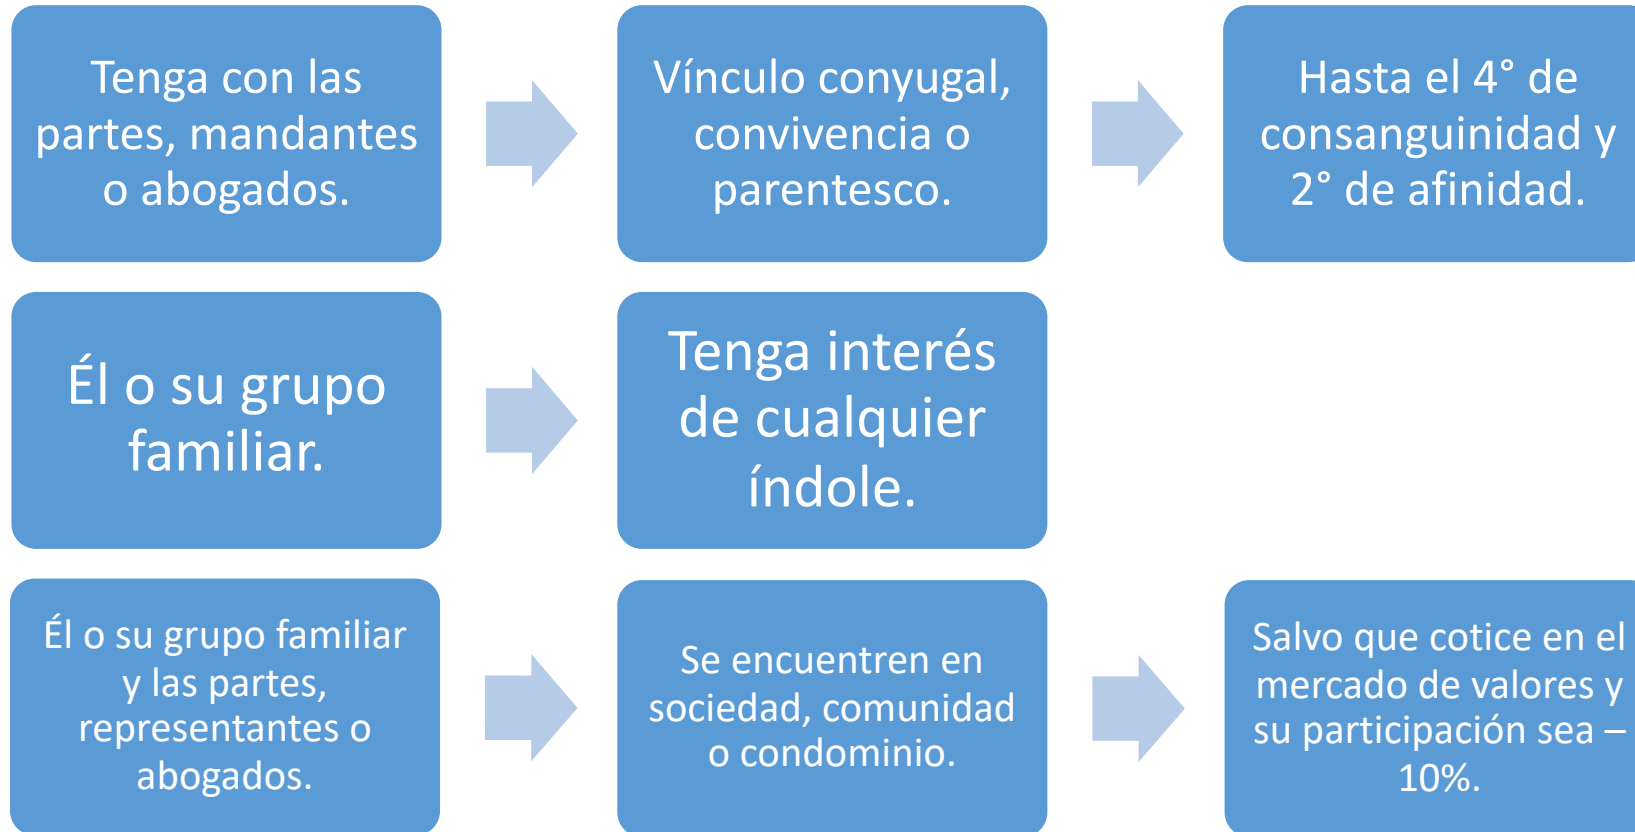 Tenga con las
partes, mandantes
o abogados.
Vínculo conyugal,
convivencia o
parentesco.
Hasta el 4° de
consanguinidad y
2° de afinidad.
Él o su grupo
familiar.
Tenga interés
de cualquier
índole.
Él o su grupo familiar
y las partes,
representantes o
abogados.
Se encuentren en
sociedad, comunidad
o condominio.
Salvo que cotice en el
mercado de valores y
su participación sea –
10%.